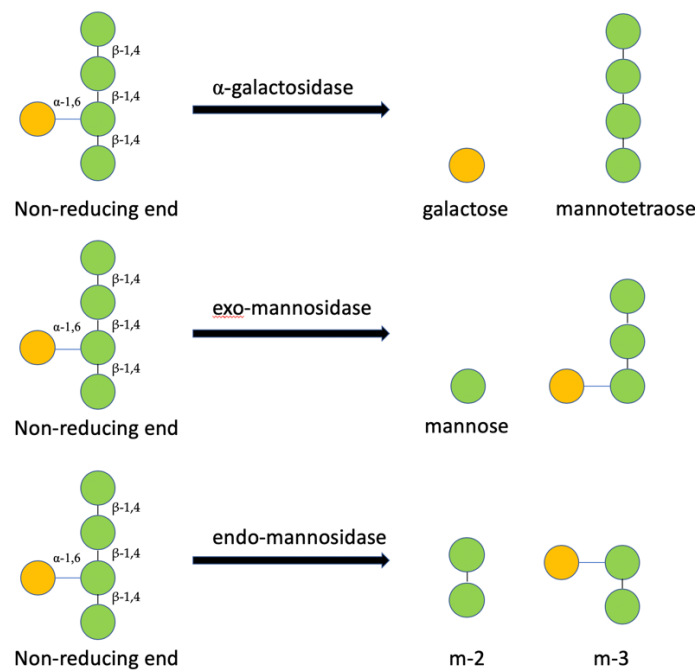 β-1,4
β-1,4
α-1,6
β-1,4
Non-reducing end
α-galactosidase
galactose
mannotetraose
β-1,4
β-1,4
α-1,6
β-1,4
Non-reducing end
exo-mannosidase
mannose
β-1,4
β-1,4
α-1,6
β-1,4
Non-reducing end
endo-mannosidase
m-2
m-3